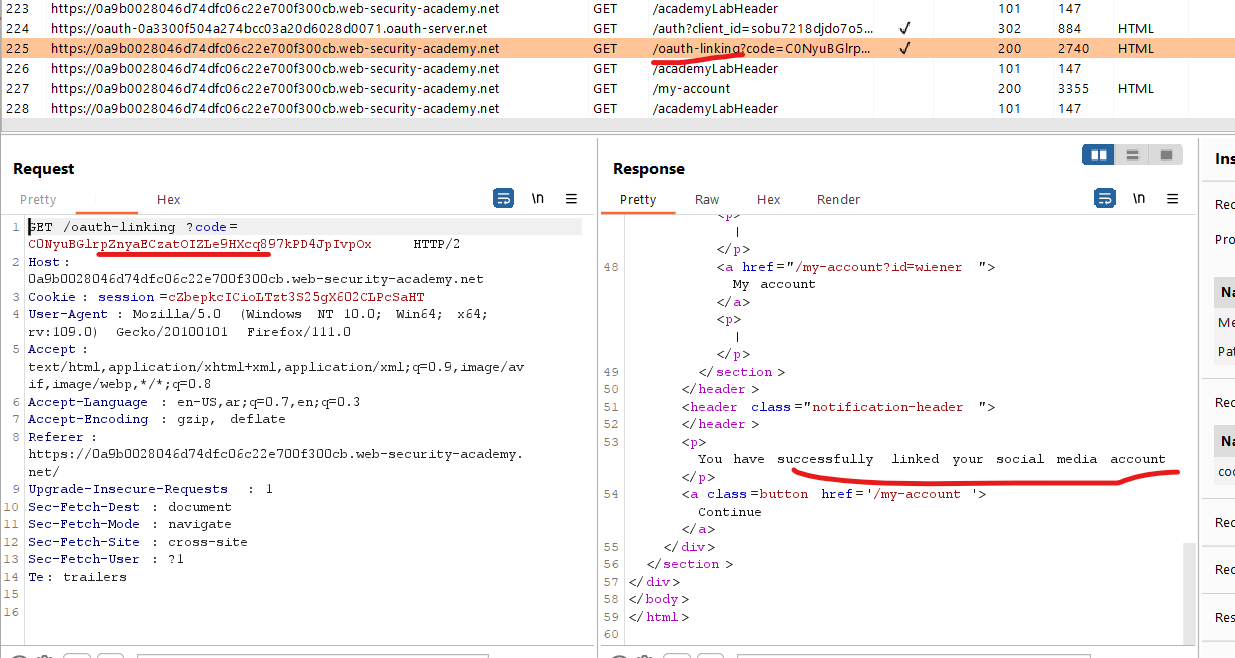 223 https://0a9b0028046d74dfc06c22e700f300cb.web-security-academy.net GET /academyLabHeader 101 147
224 https://oauth-0a3300f504a274bcc03a20d6028d0071.oauth-server.net GET /auth?client_id=sobu7218djdo7o5... ✓ 302 884 HTML
225 https://0a9b0028046d74dfc06c22e700f300cb.web-security-academy.net GET /oauth-linking?code=C0NyuBGlrp... ✓ 200 2740 HTML
226 https://0a9b0028046d74dfc06c22e700f300cb.web-security-academy.net GET /academyLabHeader 101 147
227 https://0a9b0028046d74dfc06c22e700f300cb.web-security-academy.net GET /my-account 200 3355 HTML
228 https://0a9b0028046d74dfc06c22e700f300cb.web-security-academy.net GET /academyLabHeader 101 147
Request
Pretty Hex \n
1 GET /oauth-linking ?code=
C0NyuBGlrpZnyaECzatOIZLe9HXcq897kPD4JpIvpOx HTTP/2
2 Host :
0a9b0028046d74dfc06c22e700f300cb.web-security-academy.net
3 Cookie : session =cZbepkcICioLTzt3S25gX6O2CLPcSaHT
4 User-Agent : Mozilla/5.0 (Windows NT 10.0; Win64; x64;
rv:109.0) Gecko/20100101 Firefox/111.0
5 Accept :
text/html,application/xhtml+xml,application/xml;q=0.9,image/av
if,image/webp,*/*;q=0.8
6 Accept-Language : en-US,ar;q=0.7,en;q=0.3
7 Accept-Encoding : gzip, deflate
8 Referer :
https://0a9b0028046d74dfc06c22e700f300cb.web-security-academy.
net/
9 Upgrade-Insecure-Requests : 1
10 Sec-Fetch-Dest : document
11 Sec-Fetch-Mode : navigate
12 Sec-Fetch-Site : cross-site
13 Sec-Fetch-User : ?1
14 Te : trailers
15
16
Response
Pretty Raw Hex Render \n
<p>
|
</p>
48 <a href="/my-account?id=wiener ">
My account
</a>
<p>
|
</p>
49 </section >
50 </header >
51 <header class="notification-header ">
52 </header >
53 <p>
You have successfully linked your social media account
</p>
54 <a class=button href='/my-account '>
Continue
</a>
55 </div>
56 </section >
57 </div>
58 </body>
59 </html>
60
Ins
Rec
Pro
Na
Me
Pat
Rec
Na
coc
Rec
Rec
Res